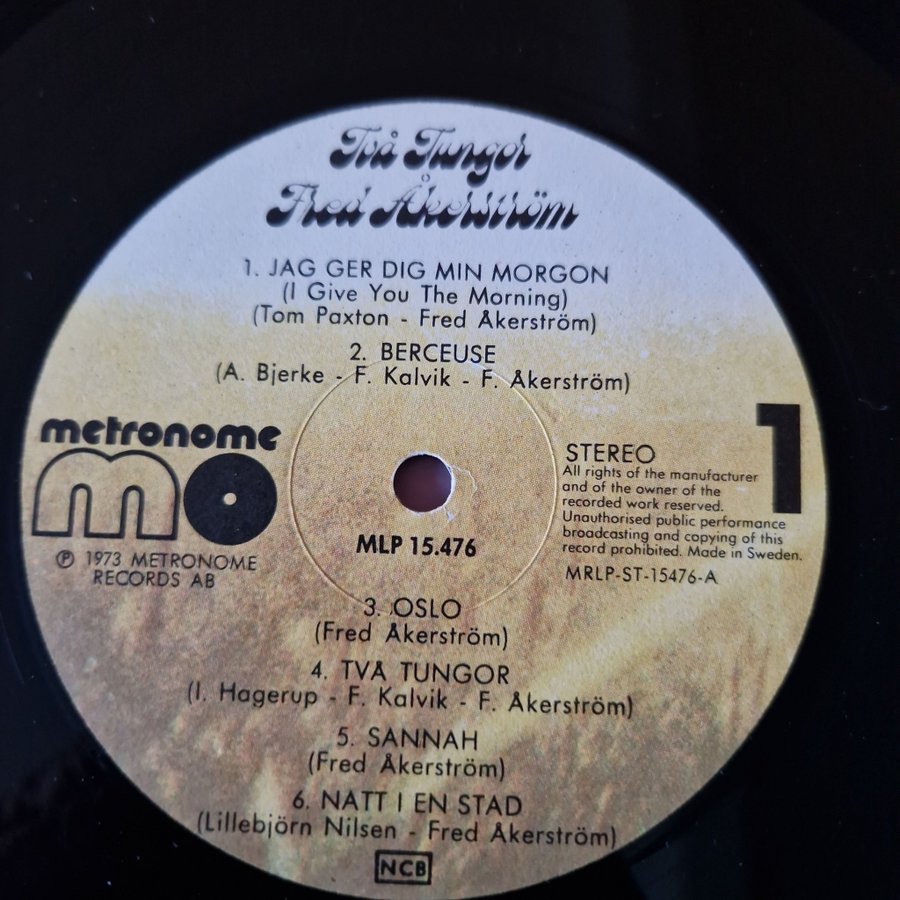 Två Tungor
Fred Åkerström
1. JAG GER DIG MIN MORGON
(I Give You The Morning)
(Tom Paxton - Fred Åkerström)
2. BERCEUSE
(A. Bjerke - F. Kalvik - F. Åkerström)
metronome
mo
℗ 1973 METRONOME
RECORDS AB
MLP 15.476
1
STEREO
All rights of the manufacturer
and of the owner of the
recorded work reserved.
Unauthorised public performance
broadcasting and copying of this
record prohibited. Made in Sweden.
MRLP-ST-15476-A
3. OSLO
(Fred Åkerström)
4. TVÅ TUNGOR
(I. Hagerup - F. Kalvik - F. Åkerström)
5. SANNAH
(Fred Åkerström)
6. NATT I EN STAD
(Lillebjörn Nilsen - Fred Åkerström)
NCB